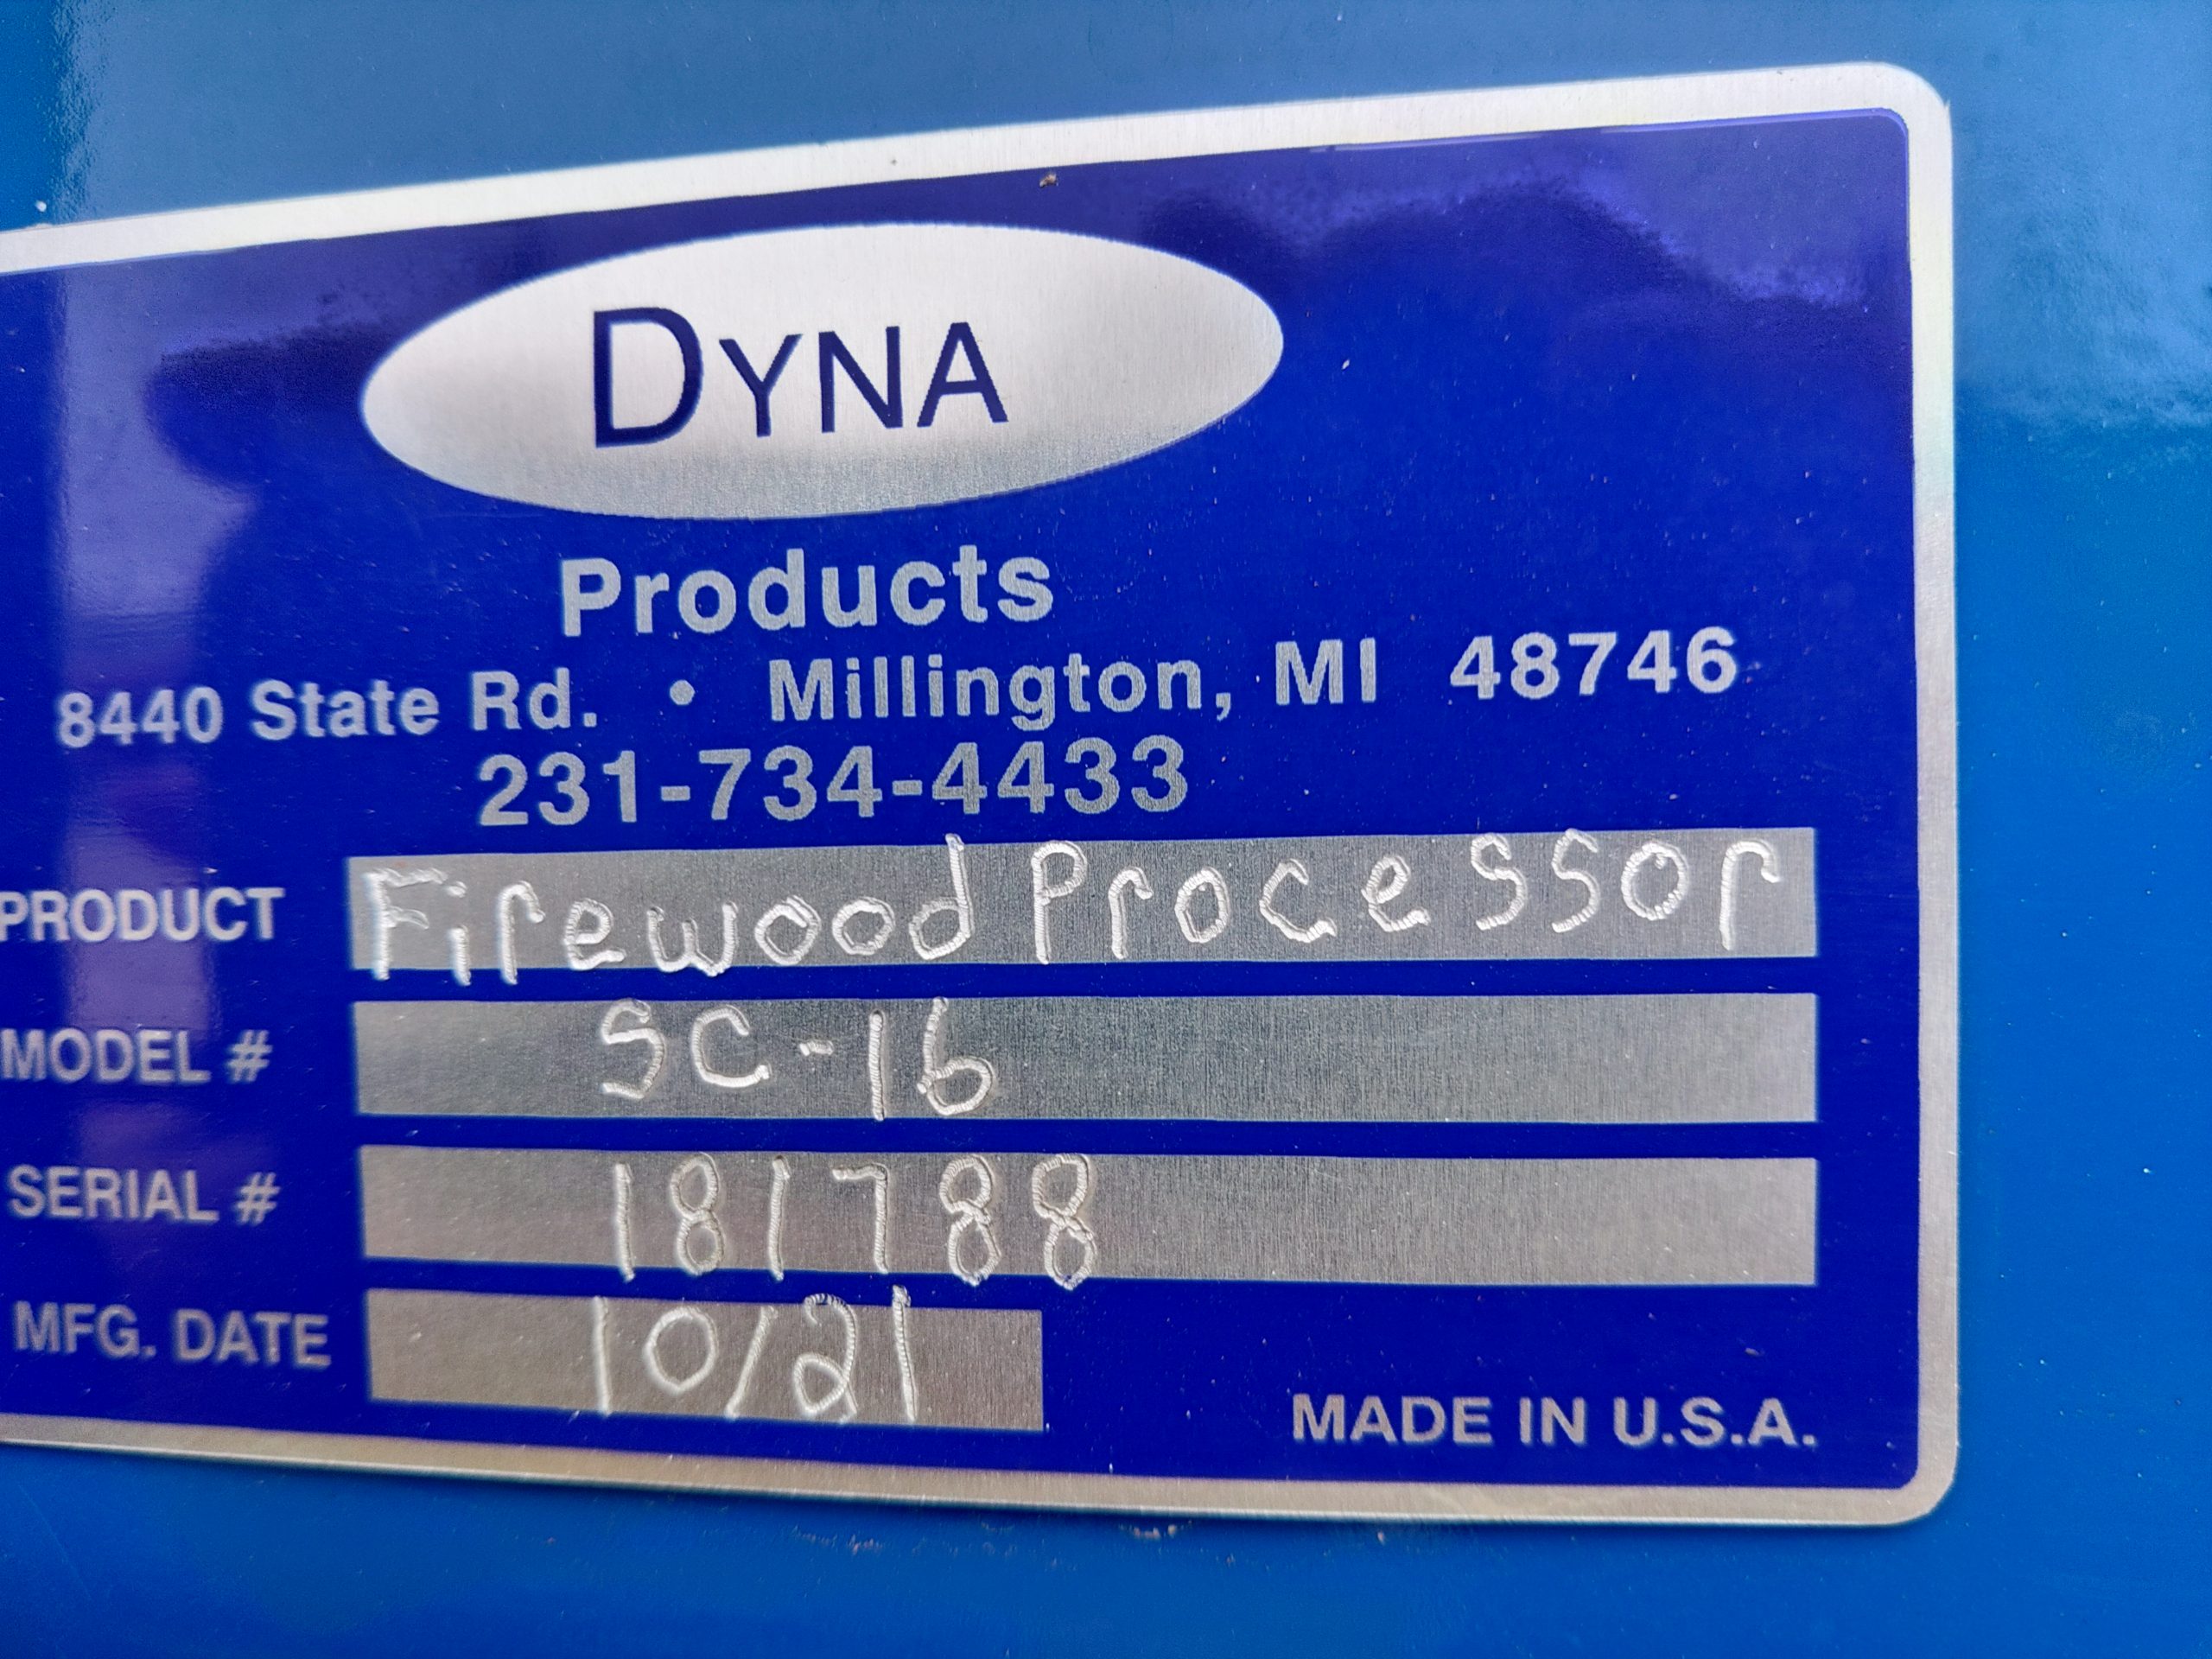 DYNA
Products
8440 State Rd. • Millington, MI 48746
231-734-4433
PRODUCT Firewood Processor
MODEL # SC-16
SERIAL # 181788
MFG. DATE 10/21
MADE IN U.S.A.